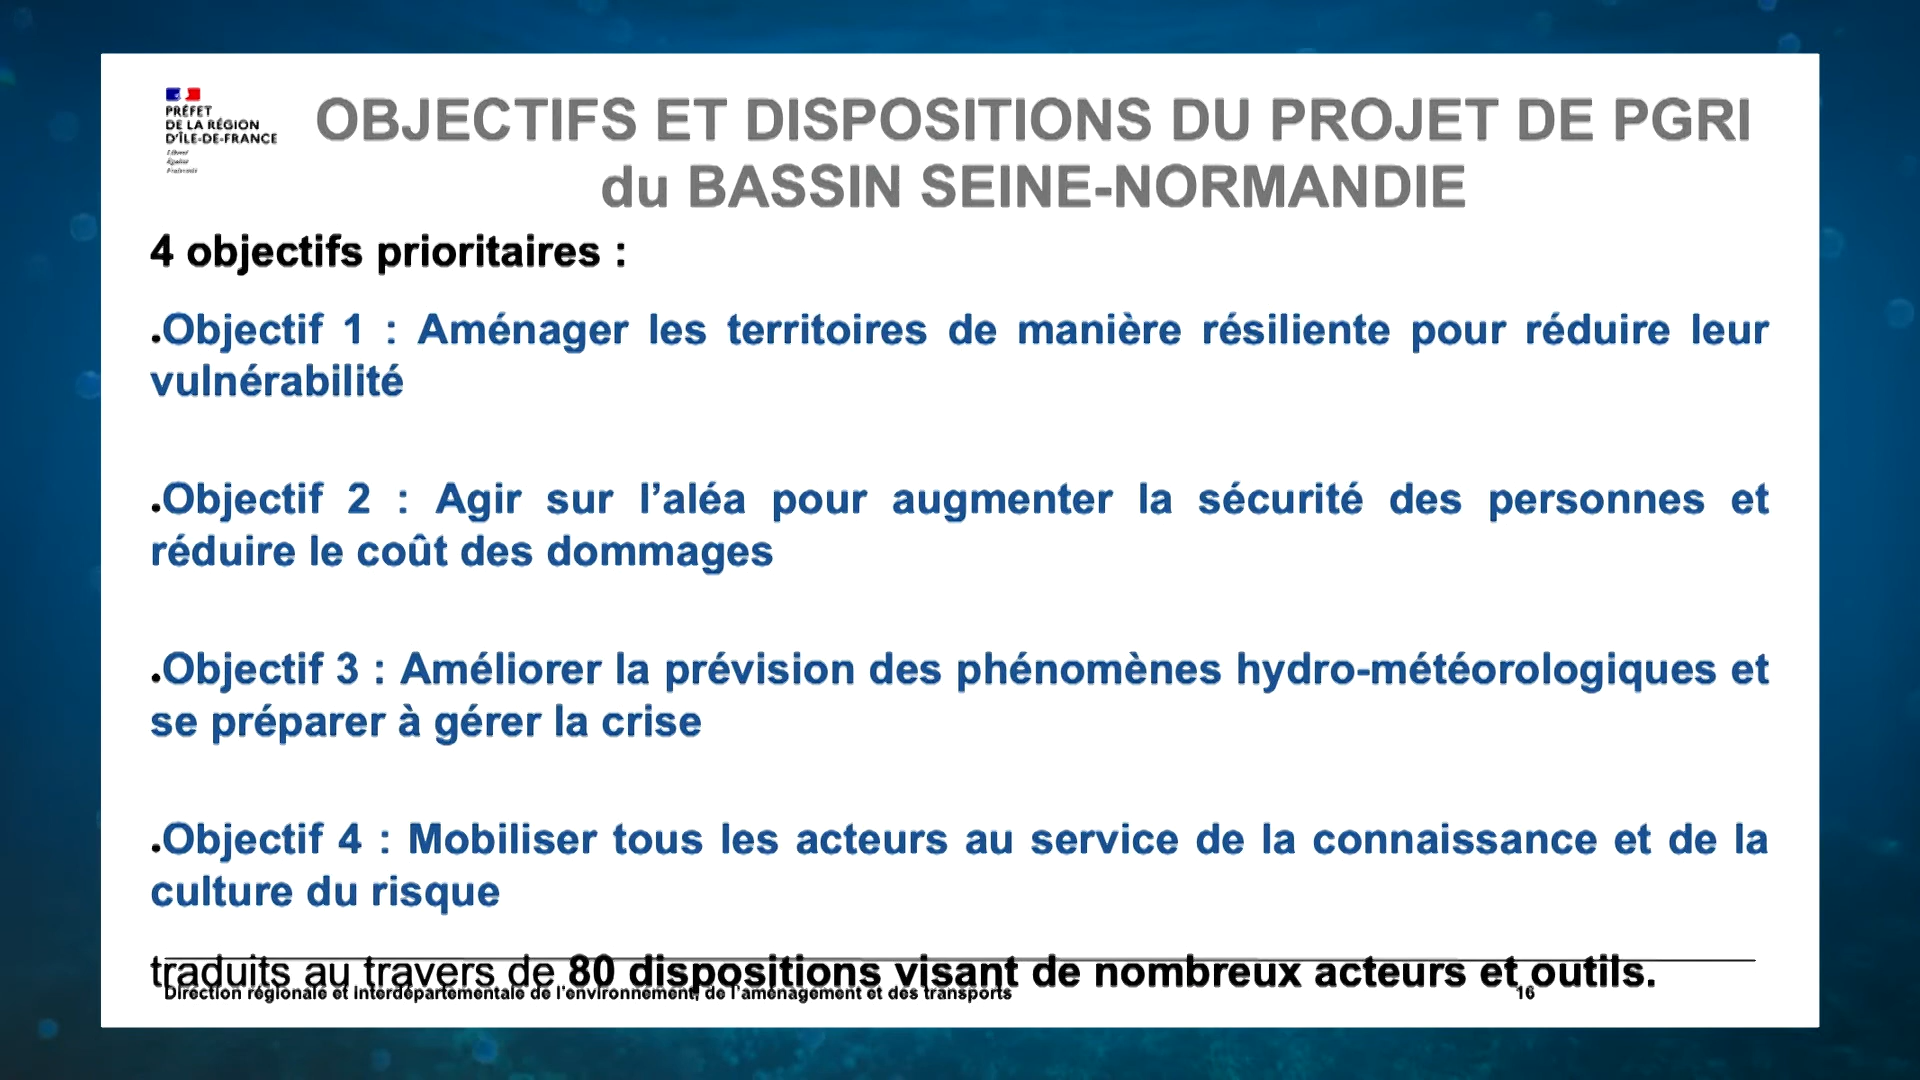 PRÉFET
DE LA RÉGION
D'ÎLE-DE-FRANCE
Liberté
Égalité
Fraternité
OBJECTIFS ET DISPOSITIONS DU PROJET DE PGRI
du BASSIN SEINE-NORMANDIE
4 objectifs prioritaires :
•Objectif 1 : Aménager les territoires de manière résiliente pour réduire leur
vulnérabilité
•Objectif 2 : Agir sur l’aléa pour augmenter la sécurité des personnes et
réduire le coût des dommages
•Objectif 3 : Améliorer la prévision des phénomènes hydro-météorologiques et
se préparer à gérer la crise
•Objectif 4 : Mobiliser tous les acteurs au service de la connaissance et de la
culture du risque
traduits au travers de 80 dispositions visant de nombreux acteurs et outils.
Direction régionale et Interdépartementale de l’environnement, de l’aménagement et des transports
16